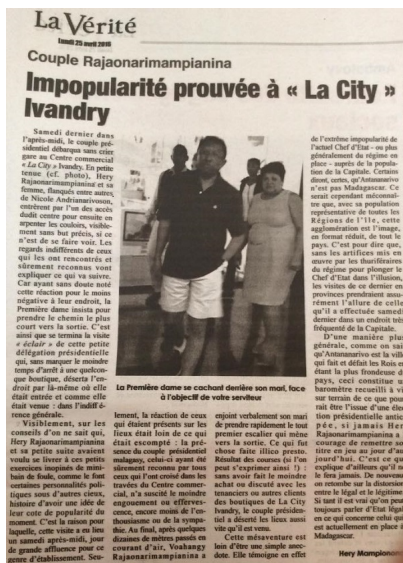 La Vérité
Lundi 25 avril 2016
Couple Rajaonarimampianina
Impopularité prouvée à « La City »
Ivandry
Samedi dernier dans
l'après-midi, le couple pré-
sidentiel débarqua sans crier
gare au Centre commercial
« La City » Ivandry. En petite
tenue (cf. photo), Hery
Rajaonarimampianina et sa
femme, flanqués entre autres,
de Nicole Andrianarivoson,
entrèrent par l'un des accès
dudit centre pour ensuite en
arpenter les couloirs, visible-
ment sans but précis, si ce
n'est de se faire voir. Les
regards indifférents de ceux
qui les ont rencontrés et
sûrement reconnus vont
expliquer ce qui va suivre.
Car ayant sans doute noté
cette réaction pour le moins
négative à leur endroit, la
Première dame insista pour
prendre le chemin le plus
court vers la sortie. C'est
ainsi que se termina la visite
« éclair » de cette petite
délégation présidentielle
qui, sans marquer le moindre
temps d'arrêt à une quelcon-
que boutique, déserta l'en-
droit par là-même où elle
était entrée et comme elle
était venue : dans l'indiffé-
rence générale.
Visiblement, sur les
conseils d'on ne sait qui,
Hery Rajaonarimampianina
et sa petite suite avaient
voulu se livrer à ces petits
exercices inopinés de mini-
bain de foule, comme le font
certaines personnalités poli-
tiques sous d'autres cieux,
histoire d'avoir une idée de
leur cote de popularité du
moment. C'est la raison pour
laquelle, cette visite a eu lieu
un samedi après-midi, jour
de grande affluence pour ce
genre d'établissement. Seu-
La Première dame se cachant derrière son mari, face
à l'objectif de votre serviteur
lement, la réaction de ceux
qui étaient présents sur les
lieux était loin de ce qui
était escompté : la pré-
sence du couple présidentiel
malgache, celui-ci ayant été
sûrement reconnu par tous
ceux qui l'ont croisé dans les
travées du Centre commer-
cial, n'a suscité le moindre
engouement ou efferves-
cence, encore moins de l'en-
thousiasme ou de la sympa-
thie. Au final, après quelques
dizaines de mètres passés en
courant d'air, Voahangy
Rajaonarimampianina a
enjoint verbalement son mari
de prendre rapidement le tout
premier escalier qui mène
vers la sortie. Ce qui fut
chose faite illico presto.
Résultat des courses (si l'on
peut s'exprimer ainsi !) :
sans avoir fait le moindre
achat ou discuté avec les
tenanciers ou autres clients
des boutiques de La City
Ivandry, le couple présiden-
tiel a déserté les lieux aussi
vite qu'il est venu.
Cette mésaventure est
loin d'être une simple anec-
dote. Elle témoigne en effet
de l'extrême impopularité de
l'actuel Chef d'Etat - ou plus
généralement du régime en
place - auprès de la popula-
tion de la Capitale. Certains
diront, certes, qu'Antananarivo
n'est pas Madagascar. Ce
serait cependant méconnaî-
tre que, avec sa population
représentative de toutes les
Régions de l'Ile, cette
agglomération est l'image,
en format réduit, de tout le
pays. C'est pour dire que,
sans les artifices mis en
œuvre par les thuriféraires
du régime pour plonger le
Chef d'Etat dans l'illusion,
les visites de ce dernier en
provinces prendraient assu-
rément l'allure de celle
qu'il a effectuée samedi
dernier dans un endroit très
fréquenté de la Capitale.
D'une manière plus
générale, comme on sait
qu'Antananarivo est la ville
qui fait et défait les Rois en
étant la plus frondeuse du
pays, ceci constitue un
baromètre recueilli à vif
sur terrain de ce que pour-
rait être l'issue d'une élec-
tion présidentielle antici-
pée, si jamais Hery
Rajaonarimampianina a
courage de remettre son
titre en jeu au jour d'au-
jourd'hui. C'est ce qui
explique d'ailleurs qu'il ne
le fera jamais. De nouveau
on retombe sur la distinction
entre le légal et le légitime
Si tant il est vrai qu'on peut
toujours parler d'Etat légal
en ce qui concerne celui qui
est actuellement en place à
Madagascar.
Hery Mampion